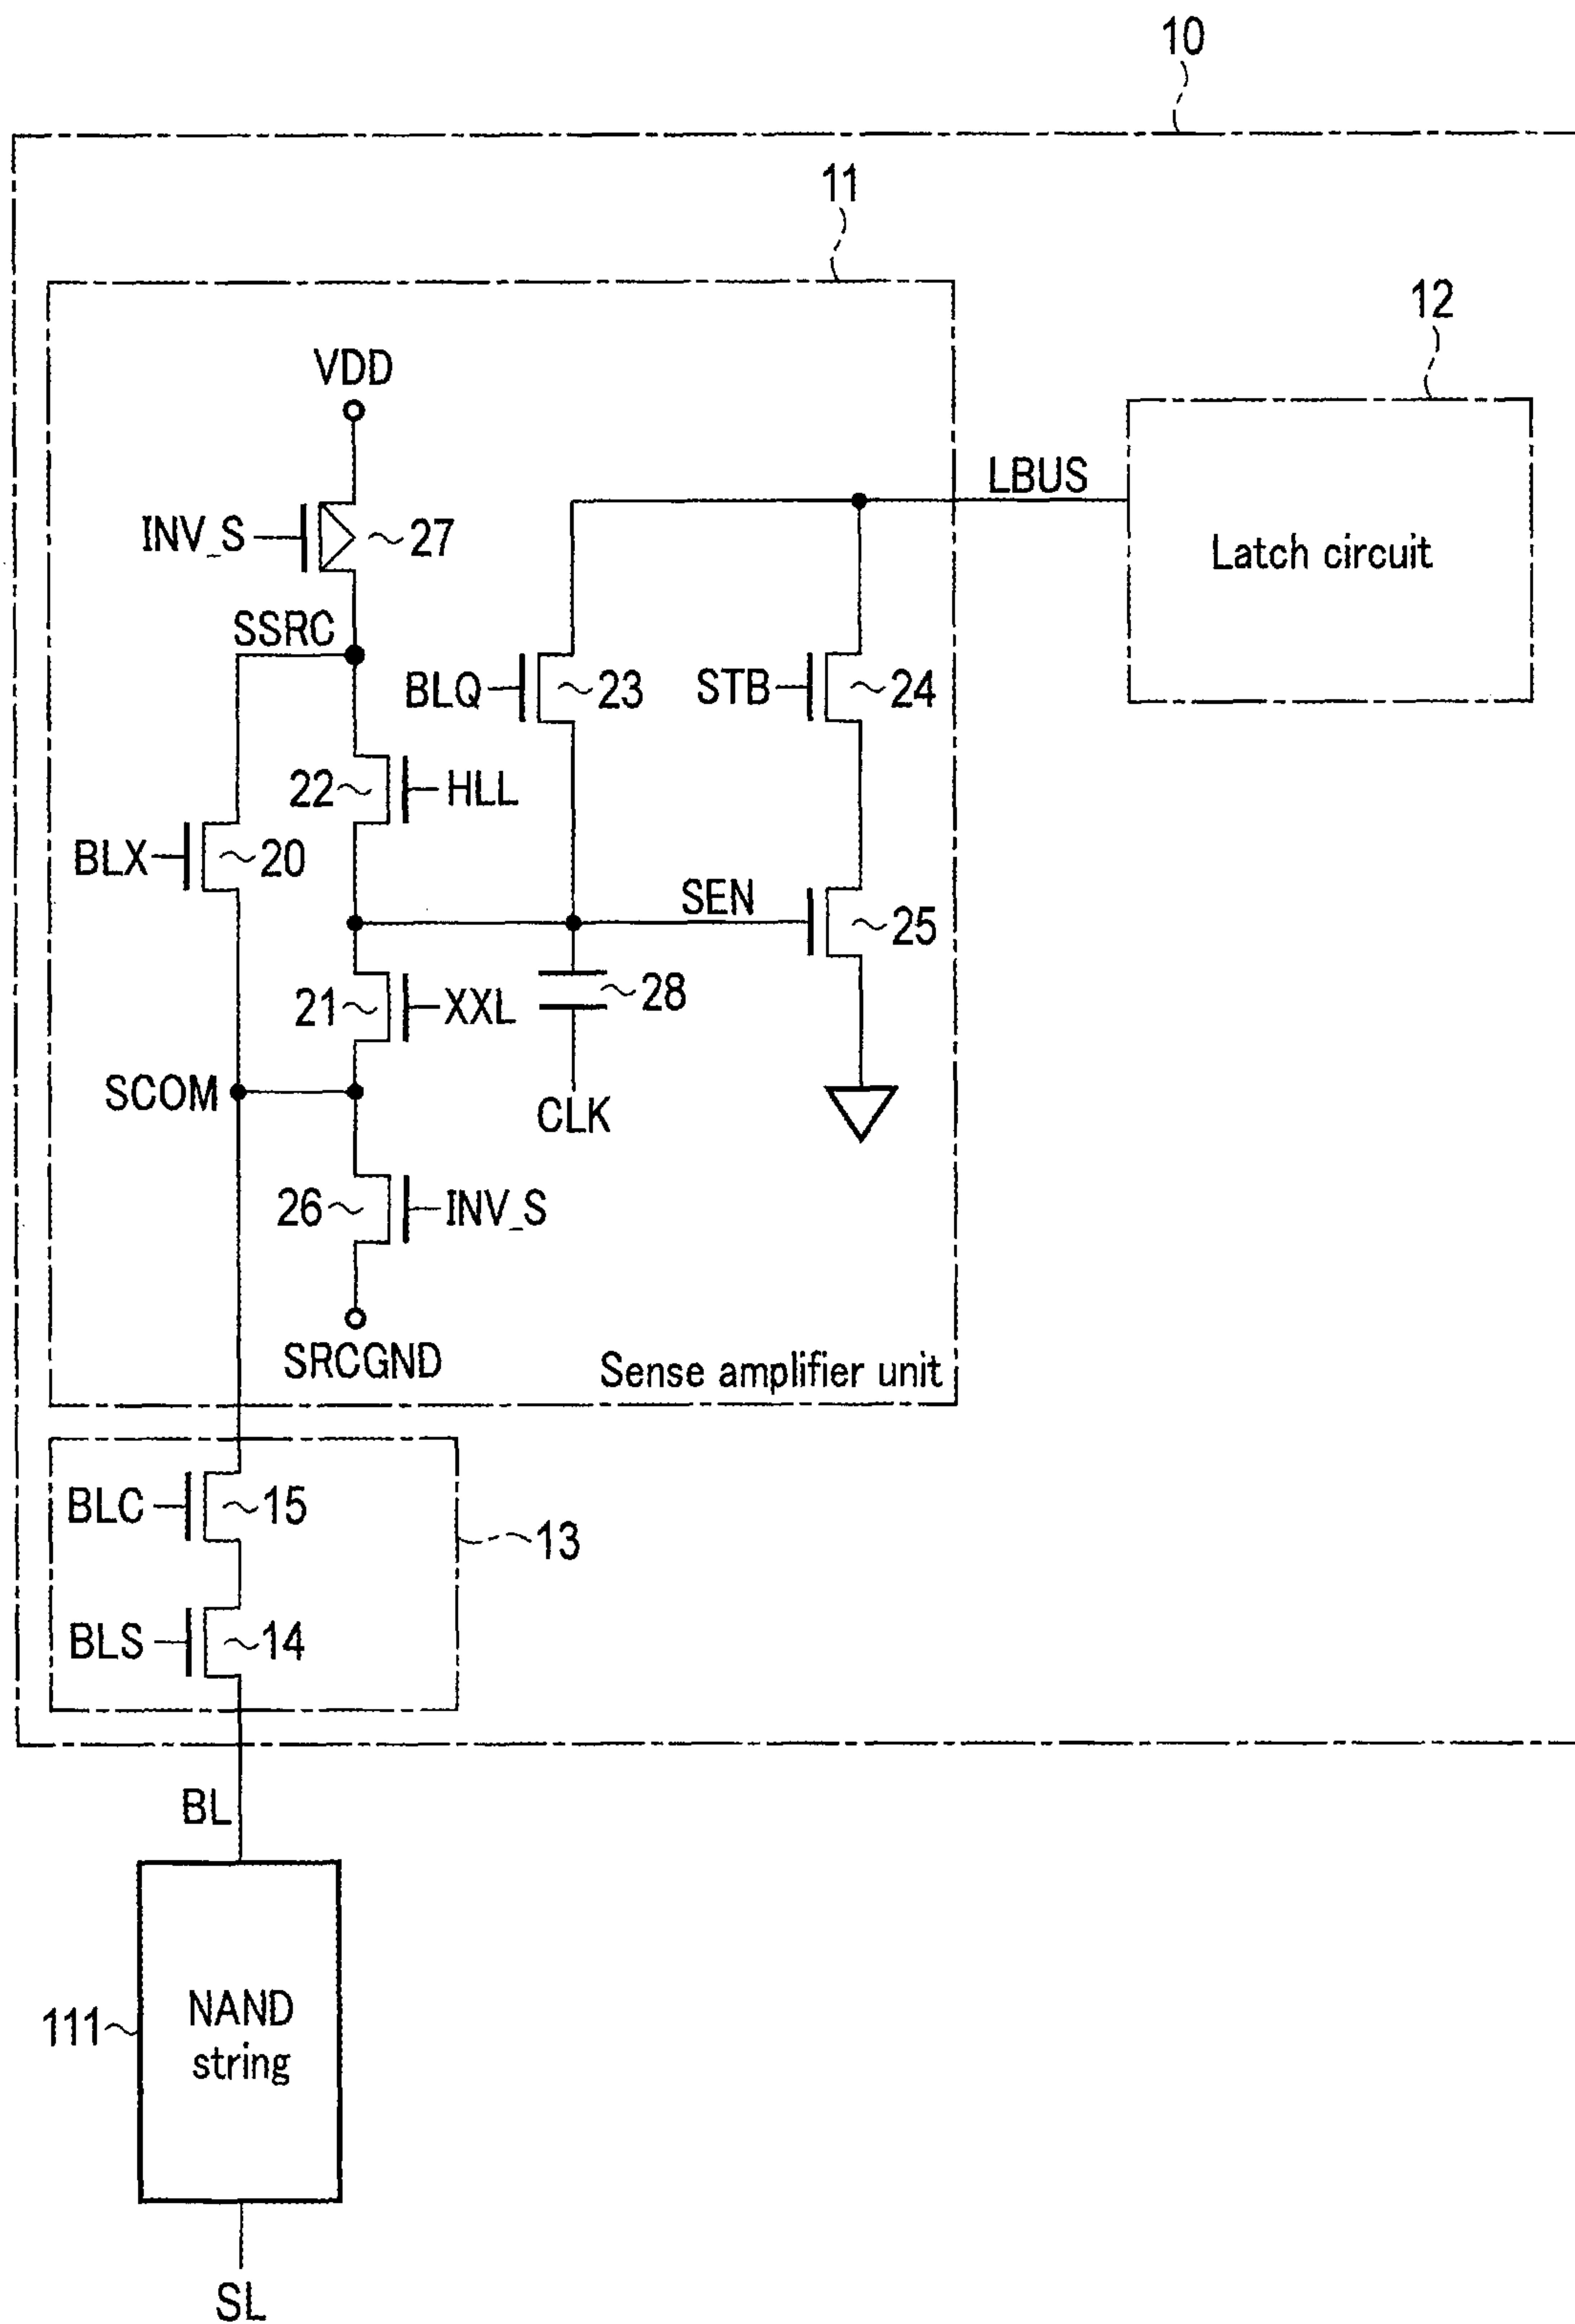 10
11
12
VDD
LBUS
INV_S
27
Latch circuit
SSRC
BLQ
23
STB
24
22
HLL
BLX
20
SEN
25
21
XXL
28
SCOM
CLK
26
INV_S
SRCGND
Sense amplifier unit
BLC
15
13
BLS
14
BL
111
NAND
string
SL